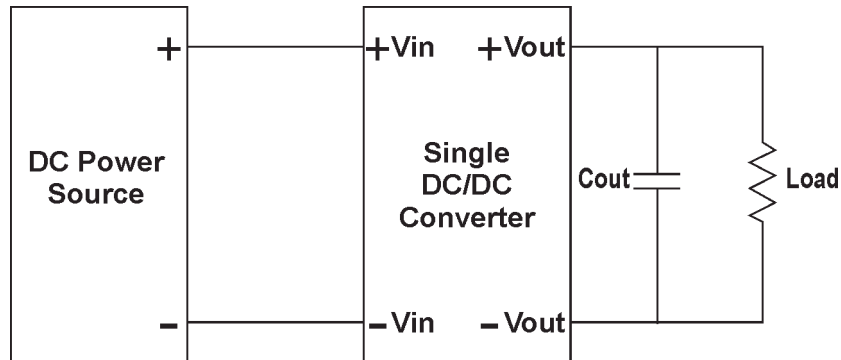 + +Vin +Vout
DC Power
Source
Single
DC/DC
Converter
Cout Load
- -Vin -Vout